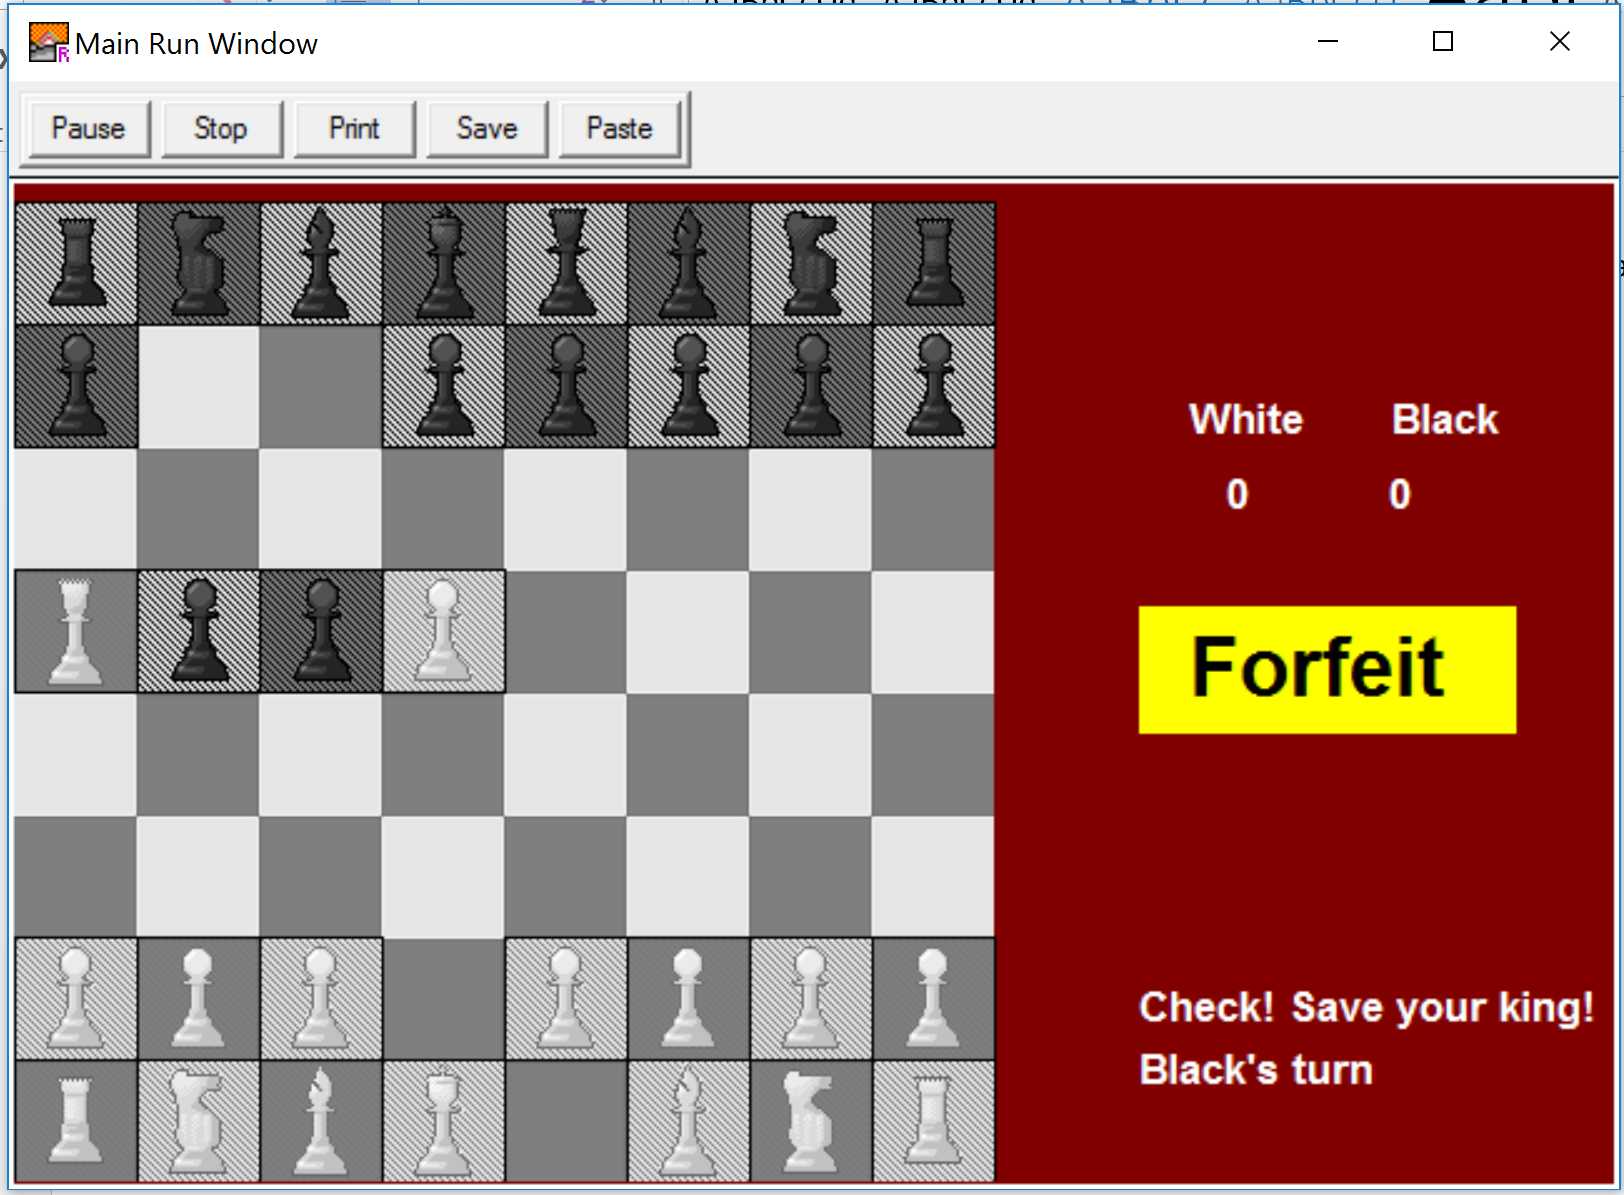 Main Run Window
Pause Stop Print Save Paste
White Black
0 0
Forfeit
Check! Save your king!
Black's turn